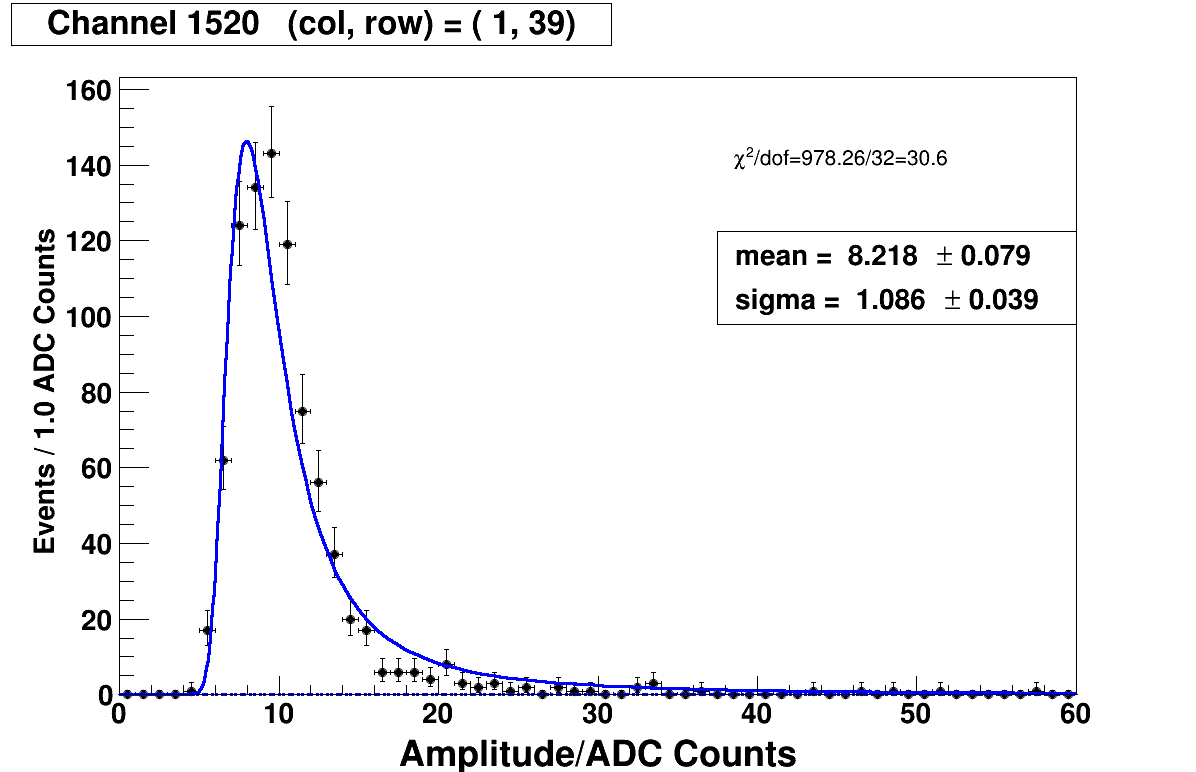 Channel 1520 (col, row) = ( 1, 39)
160
140
120
100
80
60
40
20
0
Events / 1.0 ADC Counts
χ²/dof=978.26/32=30.6
mean = 8.218 ± 0.079
sigma = 1.086 ± 0.039
0 10 20 30 40 50 60
Amplitude/ADC Counts